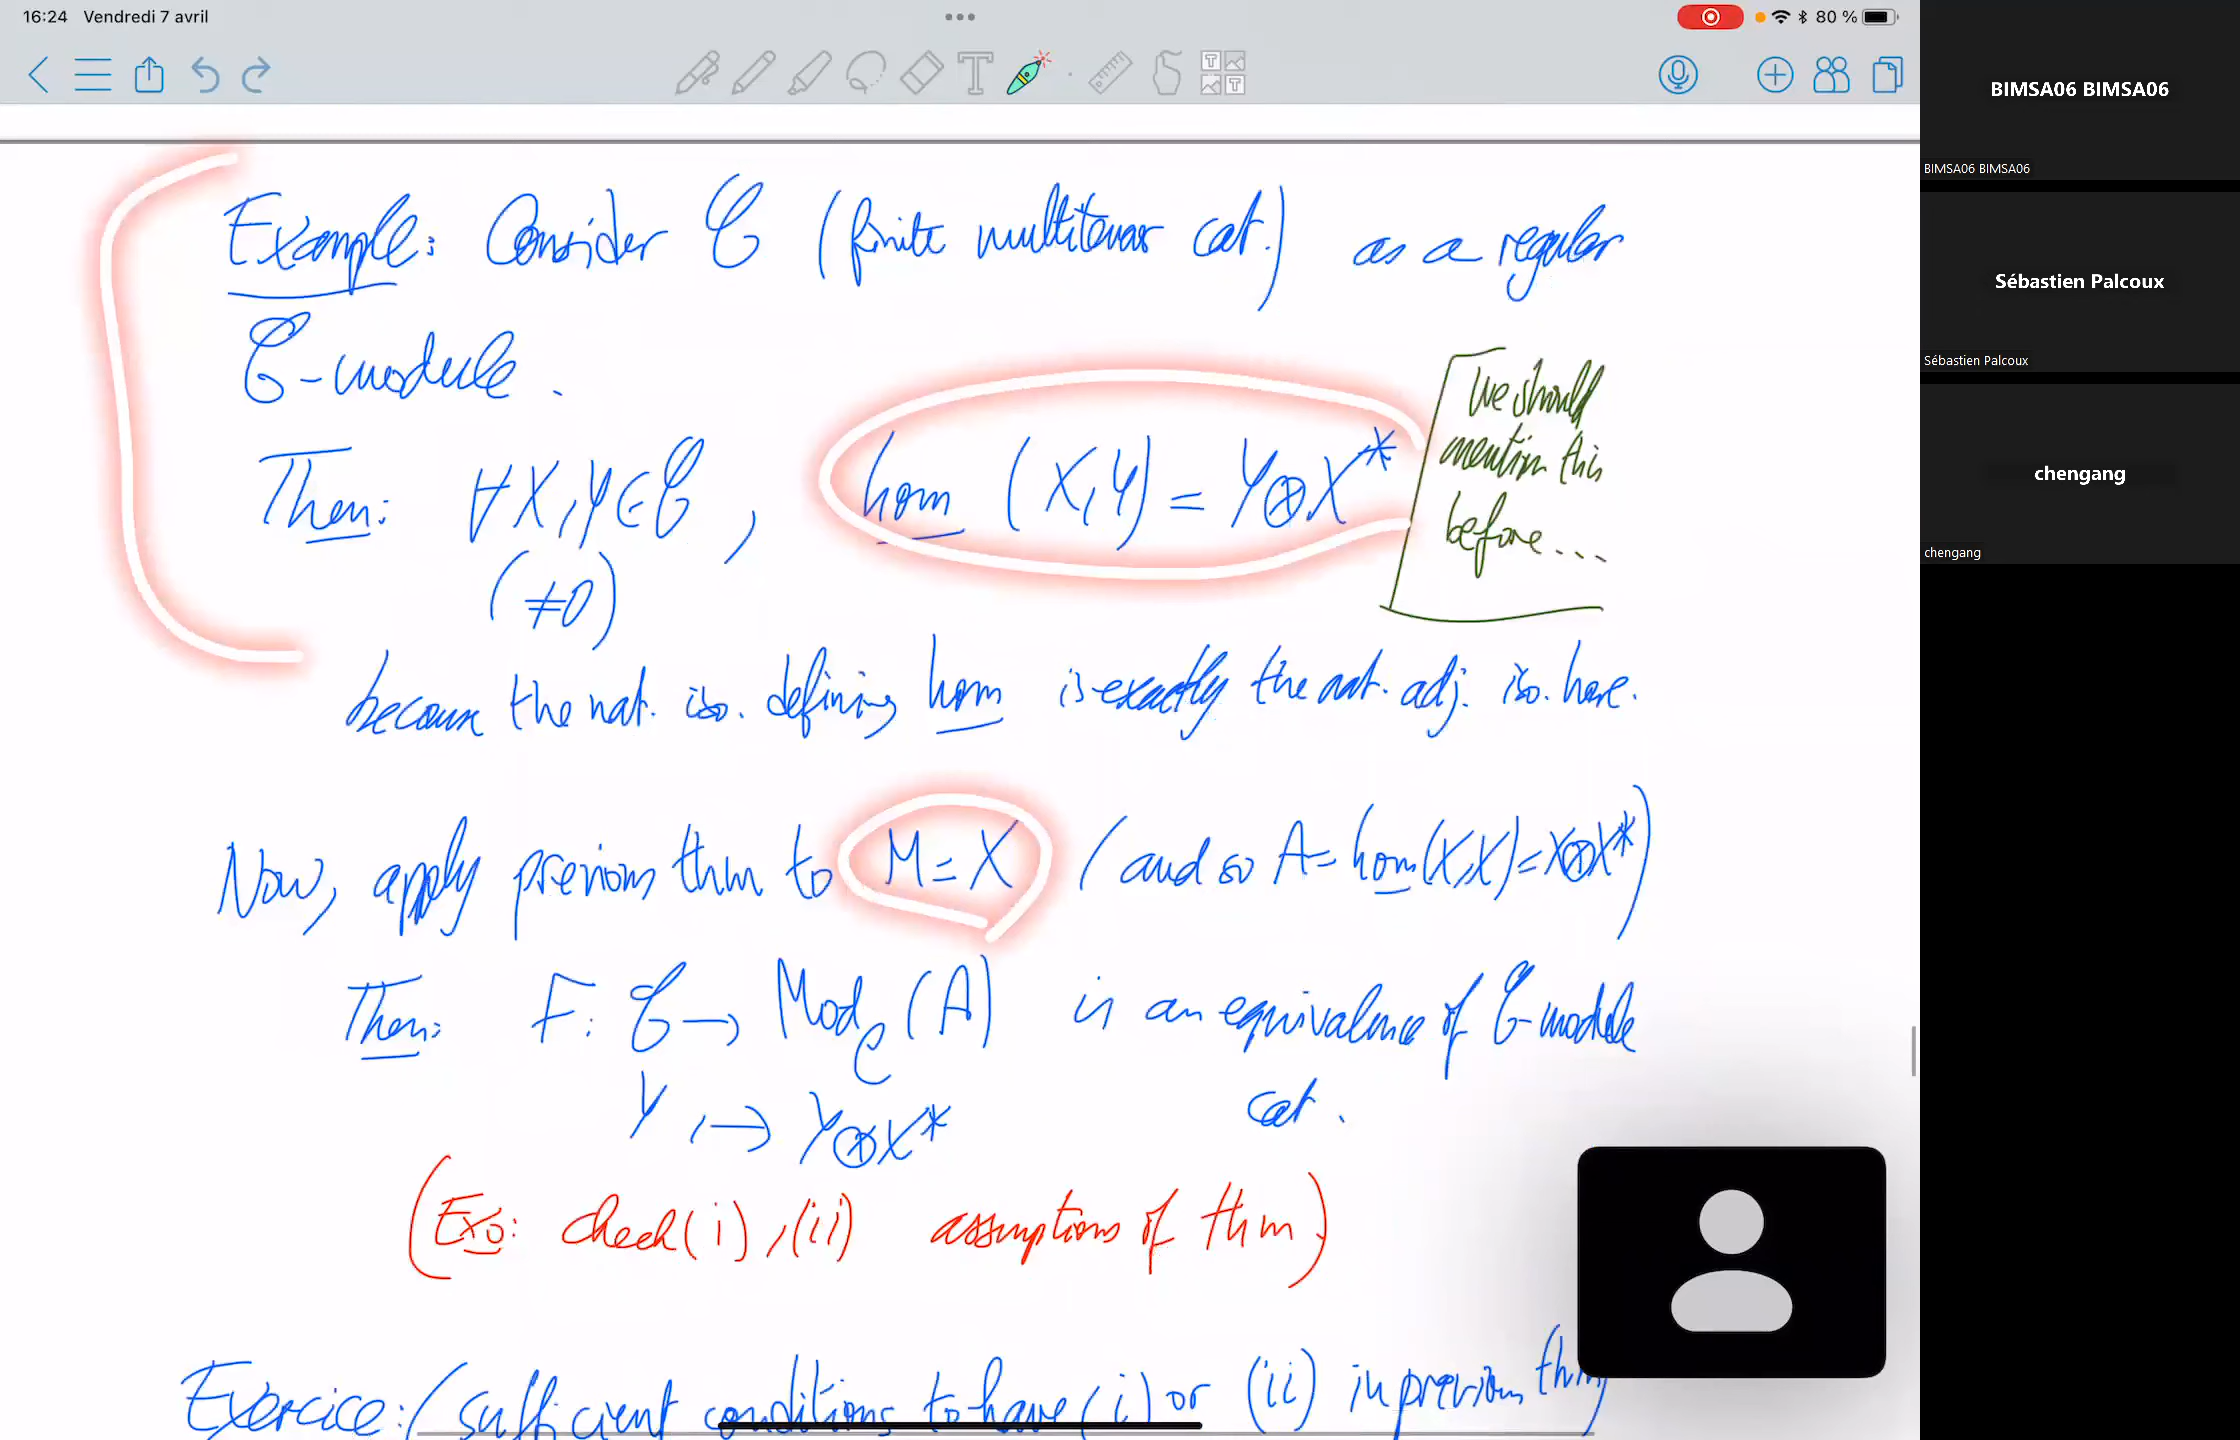 16:24 Vendredi 7 avril
80 %
BIMSA06 BIMSA06
BIMSA06 BIMSA06
Sébastien Palcoux
Sébastien Palcoux
chengang
chengang
Example: Consider 𝒞 (finite multitensor cat.) as a regular
𝒞-module.
Then: ∀X,Y∈𝒞, hom (X,Y) = Y⊗X*
(≠0)
We should
mention this
before...
because the nat. iso. defining hom is exactly the nat. adj. iso. here.
Now, apply previous thm to M=X (and so A=hom(X,X)=X⊗X*)
Then: F: 𝒞 → Mod_C (A) is an equivalence of 𝒞-module
Y ↦ Y⊗X* cat.
(Exo: check (i),(ii) assumptions of thm)
Exercice: (sufficient conditions to have (i) or (ii) in previous thm